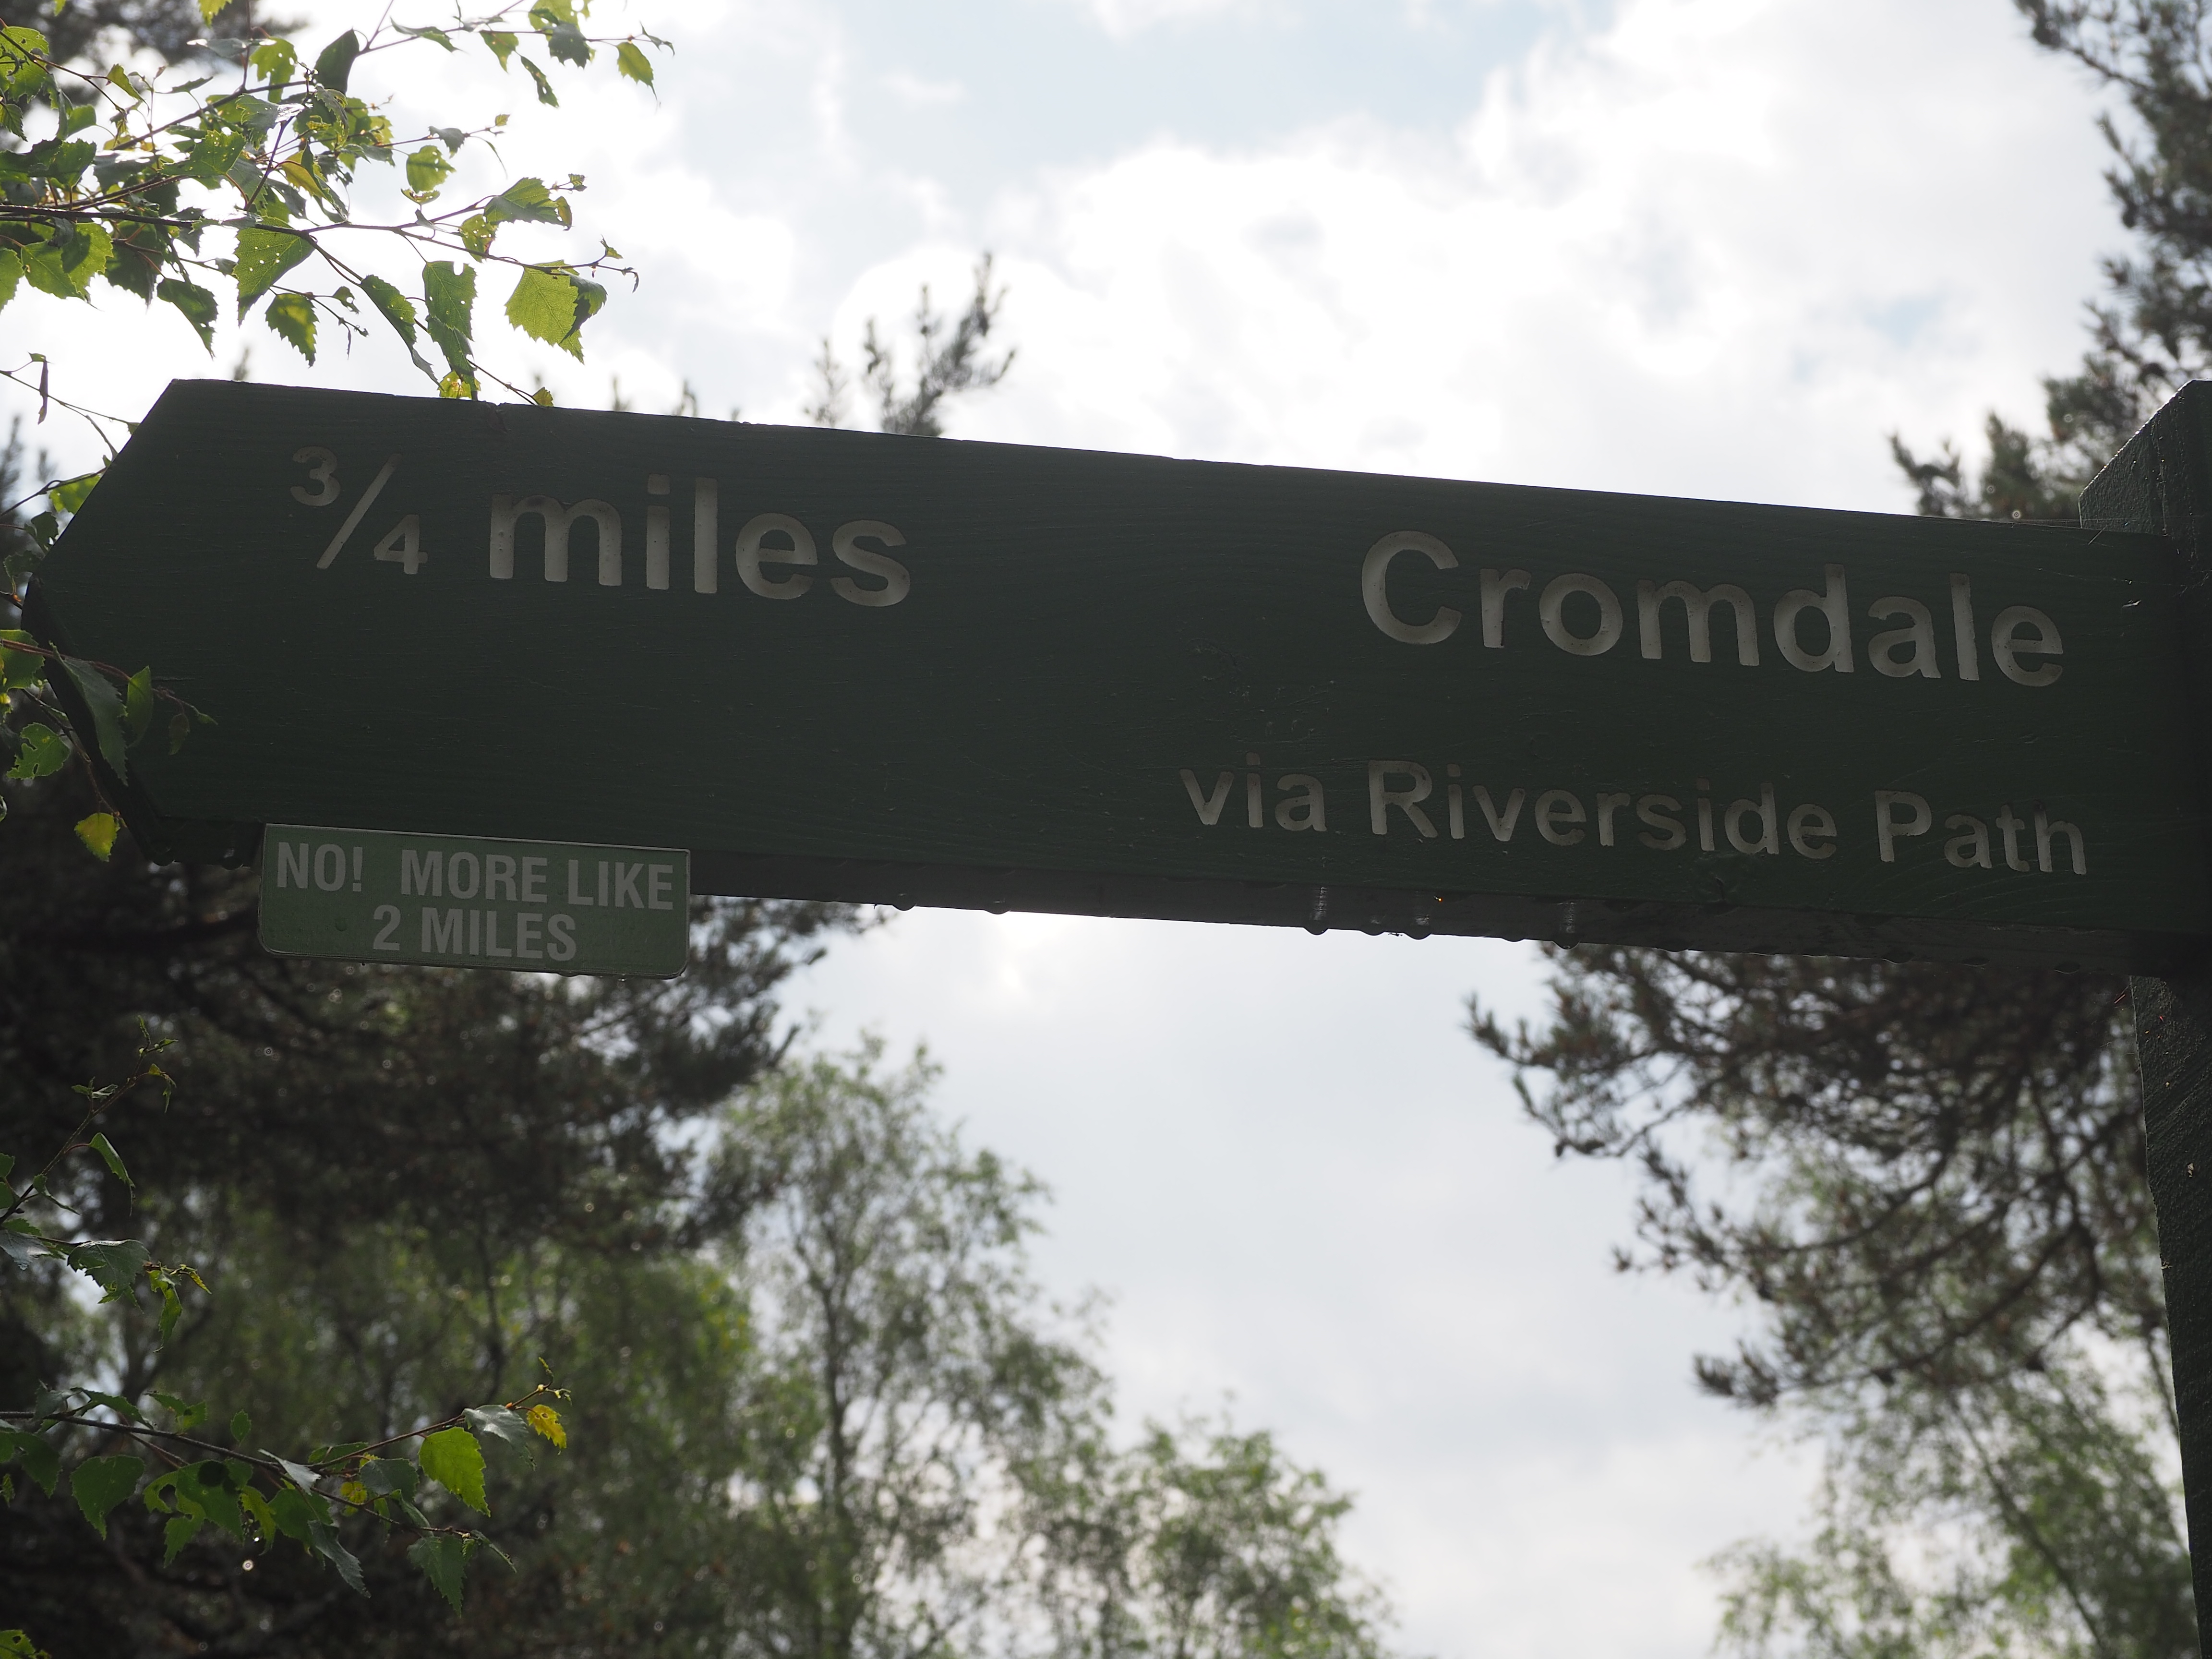 3/4 miles
Cromdale
via Riverside Path
NO! MORE LIKE
2 MILES